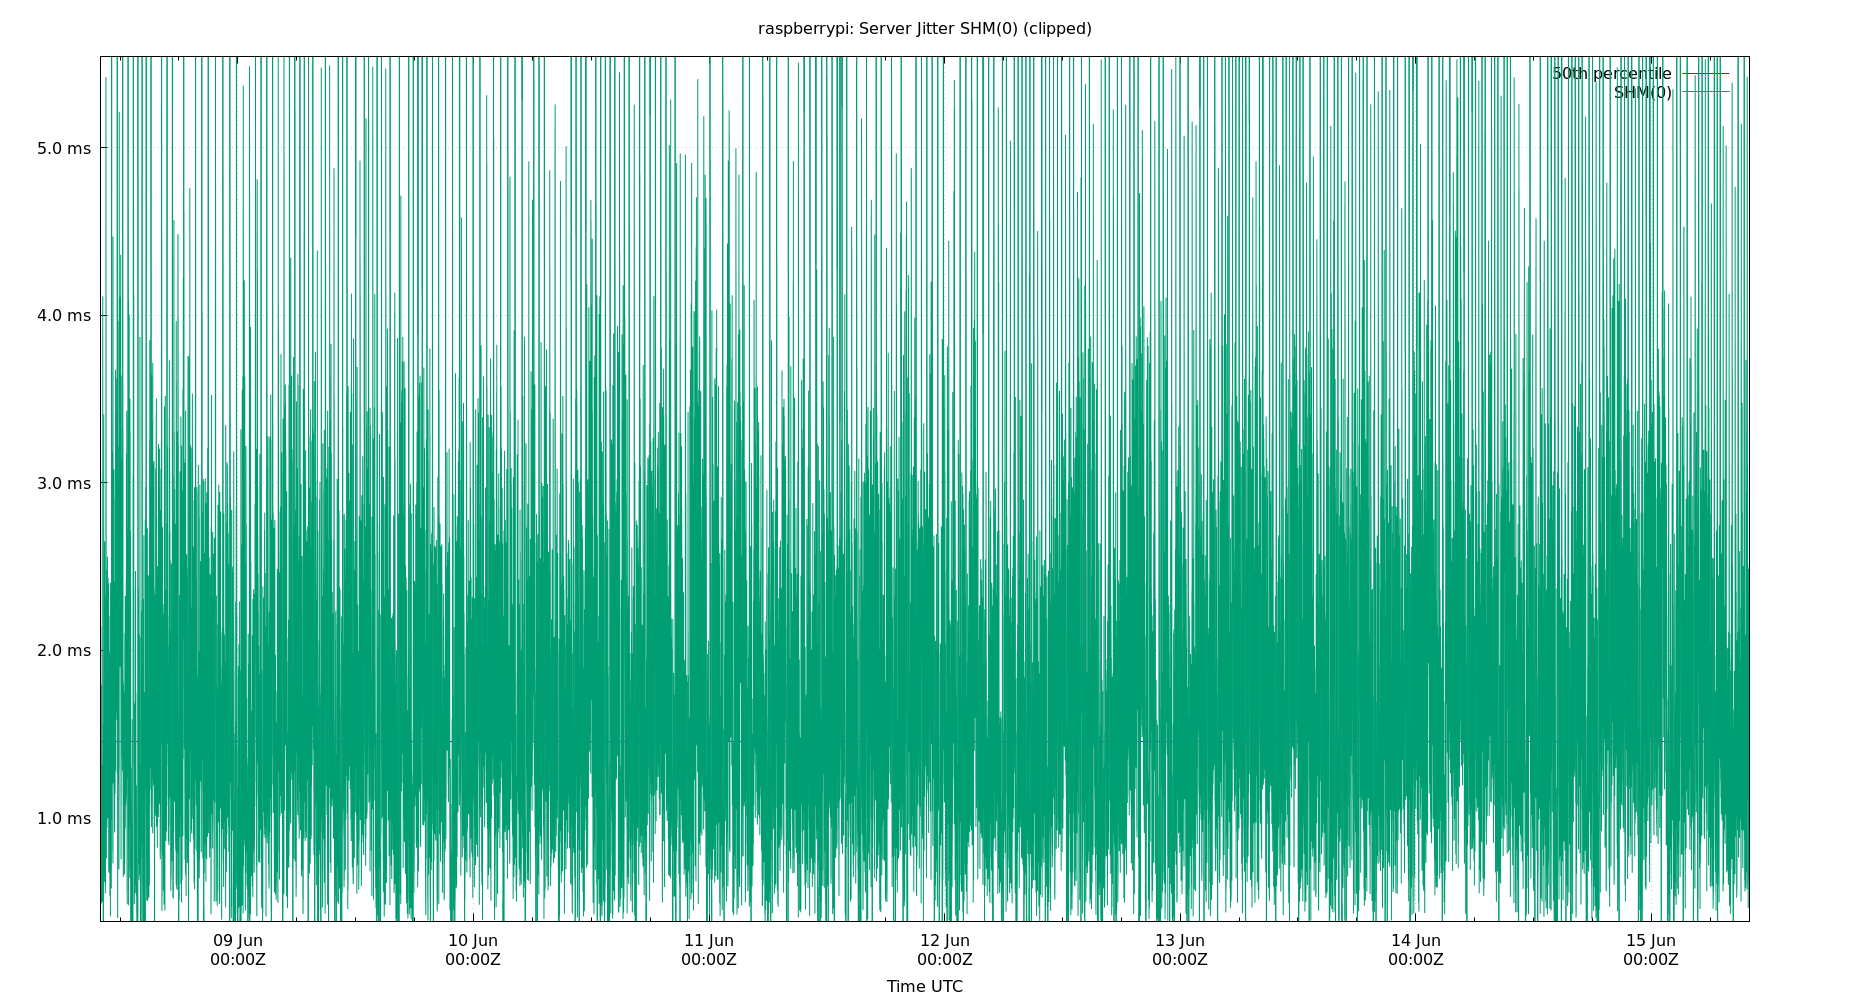 raspberrypi: Server Jitter SHM(0) (clipped)
50th percentile
SHM(0)
5.0 ms
4.0 ms
3.0 ms
2.0 ms
1.0 ms
09 Jun 10 Jun 11 Jun 12 Jun 13 Jun 14 Jun 15 Jun
00:00Z 00:00Z 00:00Z 00:00Z 00:00Z 00:00Z 00:00Z
Time UTC